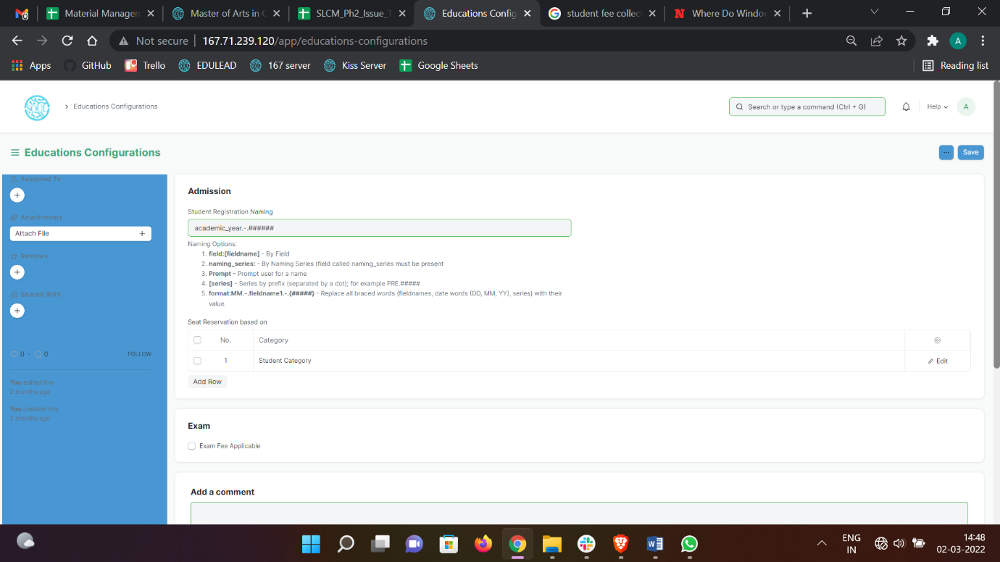 Material Managen
Master of Arts in C
SLCM_Ph2_Issue_T
Educations Config
student fee collec
Where Do Window
Not secure
167.71.239.120/app/educations-configurations
A
Apps
GitHub
Trello
EDULEAD
167 server
Kiss Server
Google Sheets
Reading list
Educations Configurations
Search or type a command (Ctrl + G)
Help
A
Educations Configurations
Save
Assigned To
Attachments
Attach File
Reviews
Shared With
0 · 0
FOLLOW
You edited this
2 months ago
You created this
2 months ago
Admission
Student Registration Naming
academic_year.-.######
Naming Options:
1. field:[fieldname] - By Field
2. naming_series: - By Naming Series (field called naming_series must be present
3. Prompt - Prompt user for a name
4. [series] - Series by prefix (separated by a dot); for example PRE.#####
5. format:MM.-.fieldname1.-.{#####} - Replace all braced words (fieldnames, date words (DD, MM, YY), series) with their
value.
Seat Reservation based on
No. Category
1 Student Category Edit
Add Row
Exam
Exam Fee Applicable
Add a comment
ENG
IN
14:48
02-03-2022